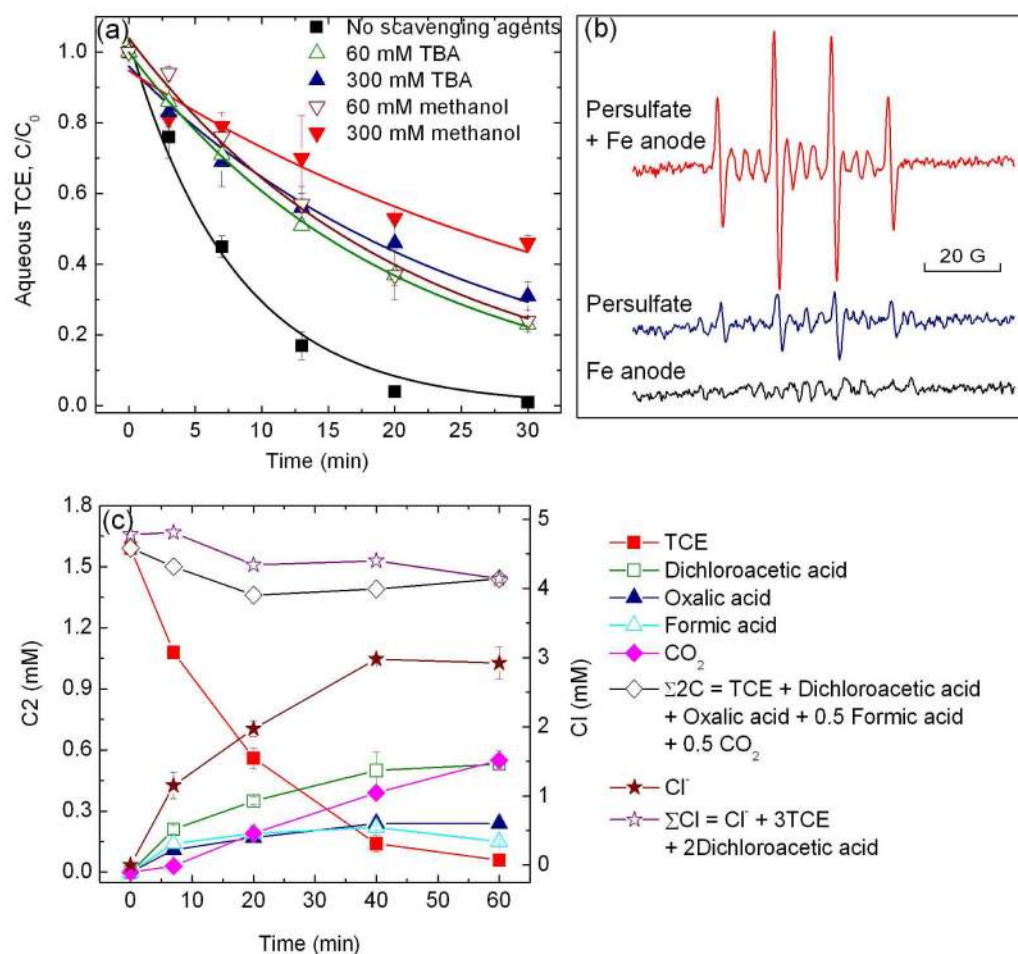 (a)
No scavenging agents
60 mM TBA
300 mM TBA
60 mM methanol
300 mM methanol
1.0
0.8
0.6
0.4
0.2
0.0
Aqueous TCE, C/C₀
0 5 10 15 20 25 30
Time (min)
(b)
Persulfate
+ Fe anode
20 G
Persulfate
Fe anode
(c)
1.8
1.5
1.2
0.9
0.6
0.3
0.0
C2 (mM)
5
4
3
2
1
0
Cl (mM)
0 10 20 30 40 50 60
Time (min)
TCE
Dichloroacetic acid
Oxalic acid
Formic acid
CO₂
Σ2C = TCE + Dichloroacetic acid
+ Oxalic acid + 0.5 Formic acid
+ 0.5 CO₂
Cl⁻
∑Cl = Cl⁻ + 3TCE
+ 2Dichloroacetic acid